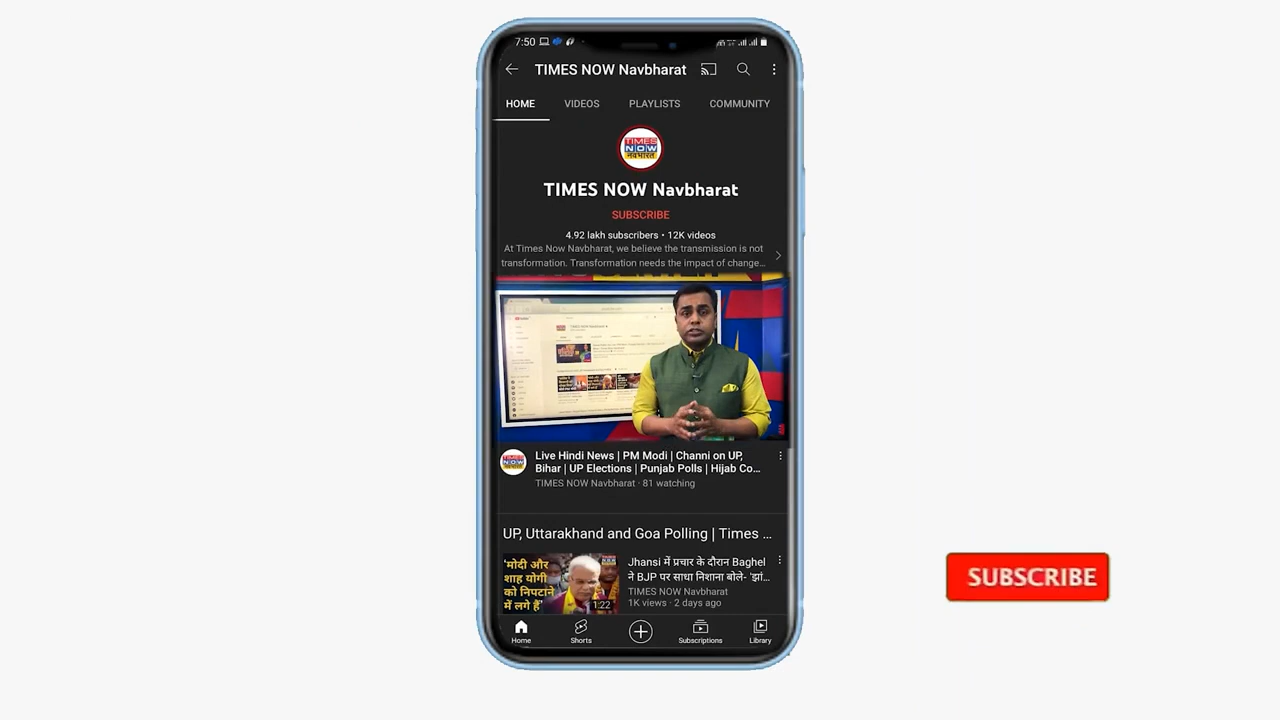 7:50
TIMES NOW Navbharat
HOME VIDEOS PLAYLISTS COMMUNITY
TIMES
NOW
नवभारत
TIMES NOW Navbharat
SUBSCRIBE
4.92 lakh subscribers • 12K videos
At Times Now Navbharat, we believe the transmission is not
transformation. Transformation needs the impact of change...
Live Hindi News | PM Modi | Channi on UP,
Bihar | UP Elections | Punjab Polls | Hijab Co...
TIMES NOW Navbharat · 81 watching
UP, Uttarakhand and Goa Polling | Times ...
'मोदी और
शाह योगी
को निपटाने
में लगे हैं'
1:22
Jhansi में प्रचार के दौरान Baghel
ने BJP पर साधा निशाना बोले- 'झां...
TIMES NOW Navbharat
1K views · 2 days ago
Home Shorts Subscriptions Library
SUBSCRIBE